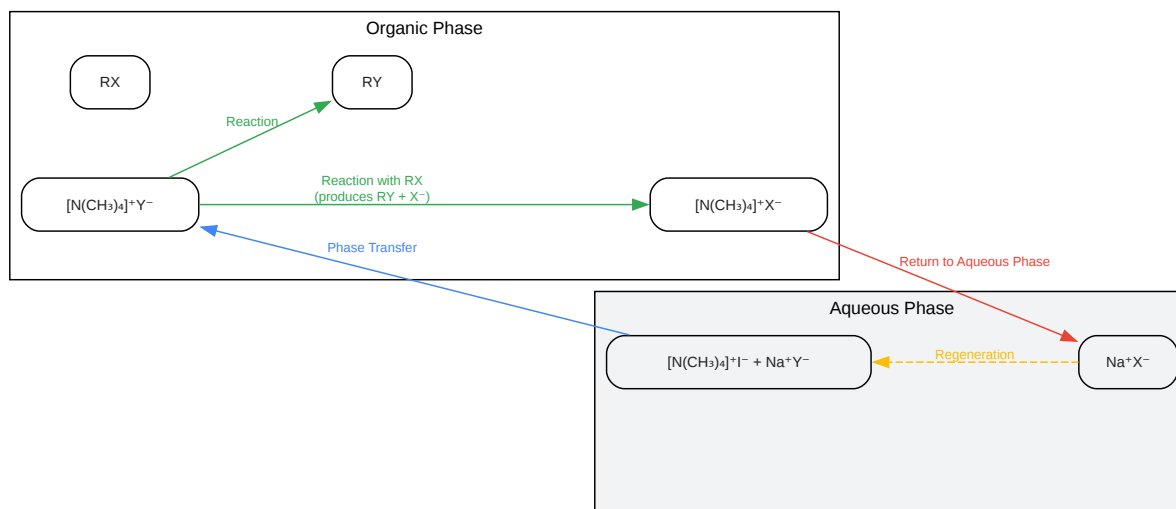 Organic Phase
RX
RY
Reaction
Reaction with RX
(produces RY + X⁻)
[N(CH₃)₄]⁺Y⁻
[N(CH₃)₄]⁺X⁻
Phase Transfer
Return to Aqueous Phase
Aqueous Phase
[N(CH₃)₄]⁺I⁻ + Na⁺Y⁻
Regeneration
Na⁺X⁻